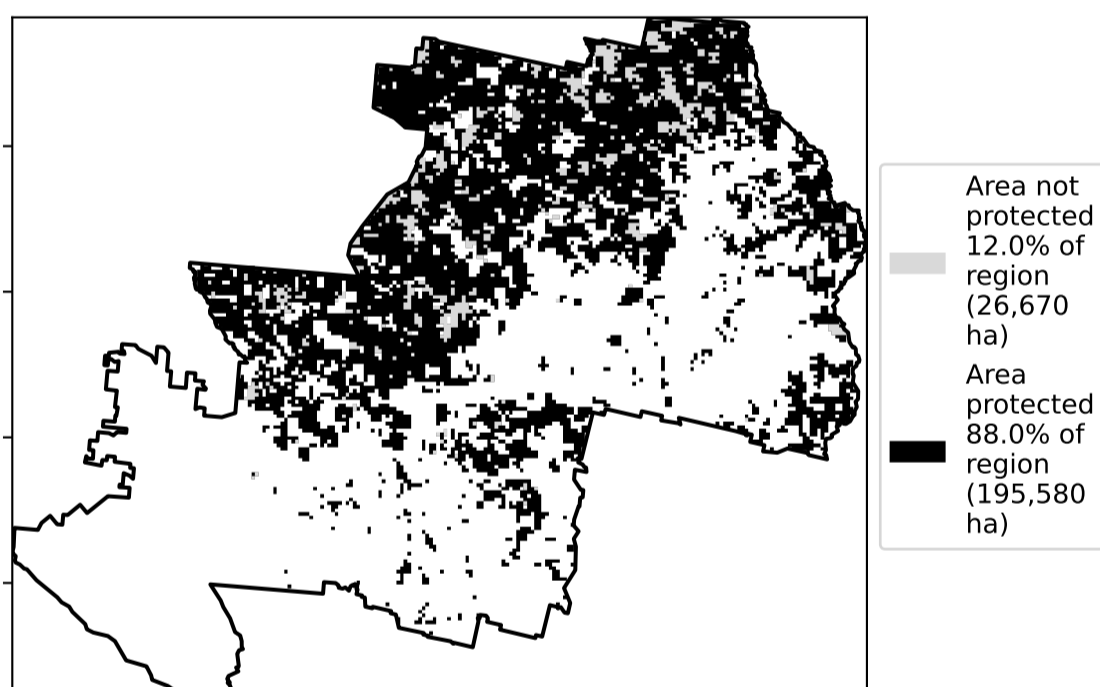 Area not
protected
12.0% of
region
(26,670
ha)
Area
protected
88.0% of
region
(195,580
ha)